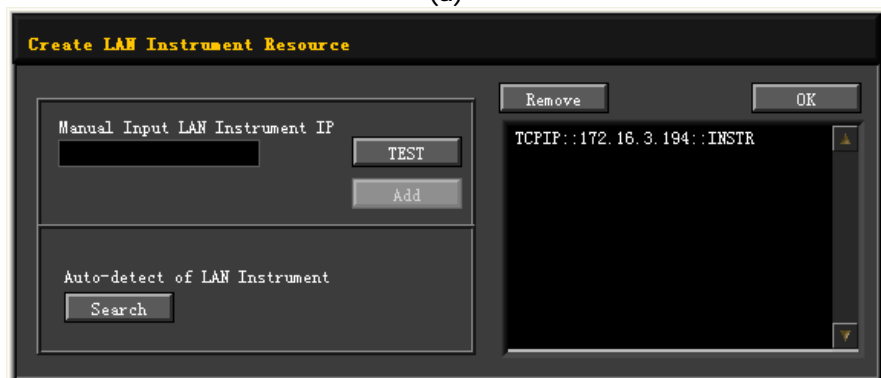 (a)
Create LAN Instrument Resource
Manual Input LAN Instrument IP
TEST
Add
Auto-detect of LAN Instrument
Search
Remove
OK
TCPIP::172.16.3.194::INSTR